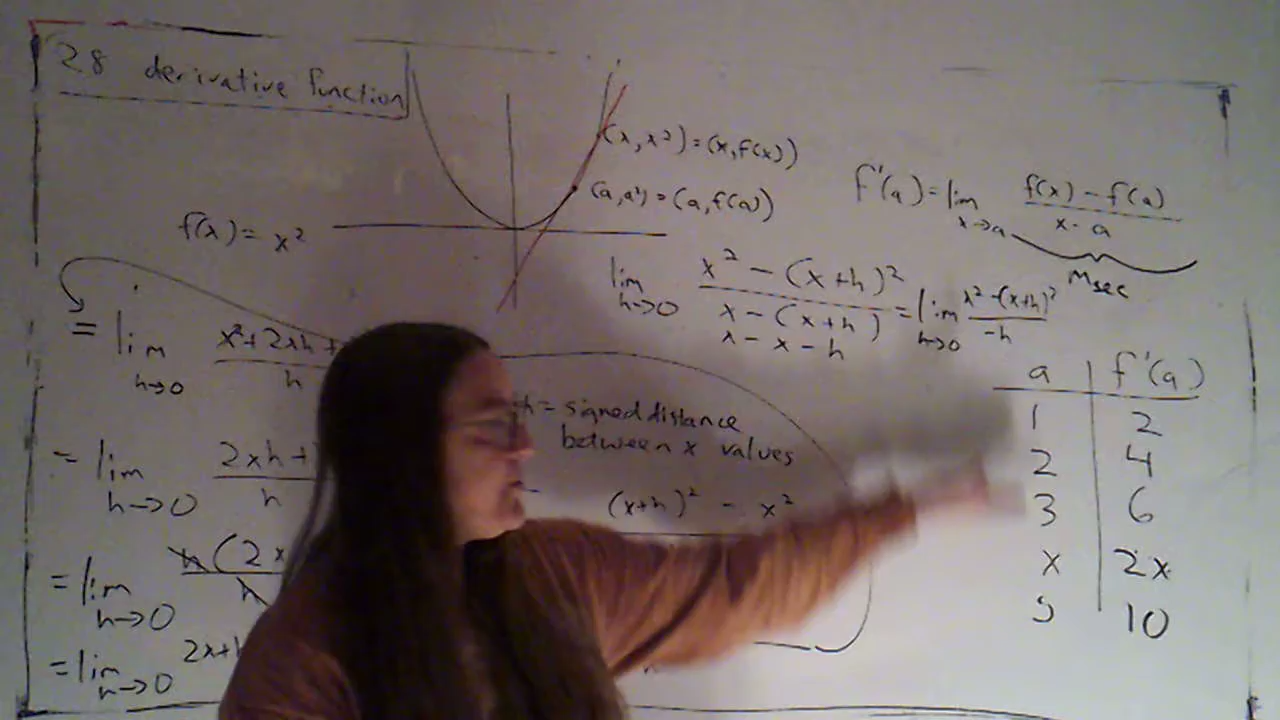 28 derivative function
(x, x²) = (x, f(x))
(a, a²) = (a, f(a))
f(x) = x²
f'(a) = lim x→a f(x) - f(a) / x - a
Msec
lim h→0 x² - (x+h)² / x - (x+h) = lim h→0 x² - (x+h)² / -h
x - x - h
= lim h→0 x² + 2xh + / h
h = signed distance
between x values
= lim h→0 2xh + / h
(x+h)² - x²
= lim h→0 h(2x / h
= lim h→0 2x+h
a f'(a)
1 2
2 4
3 6
x 2x
5 10